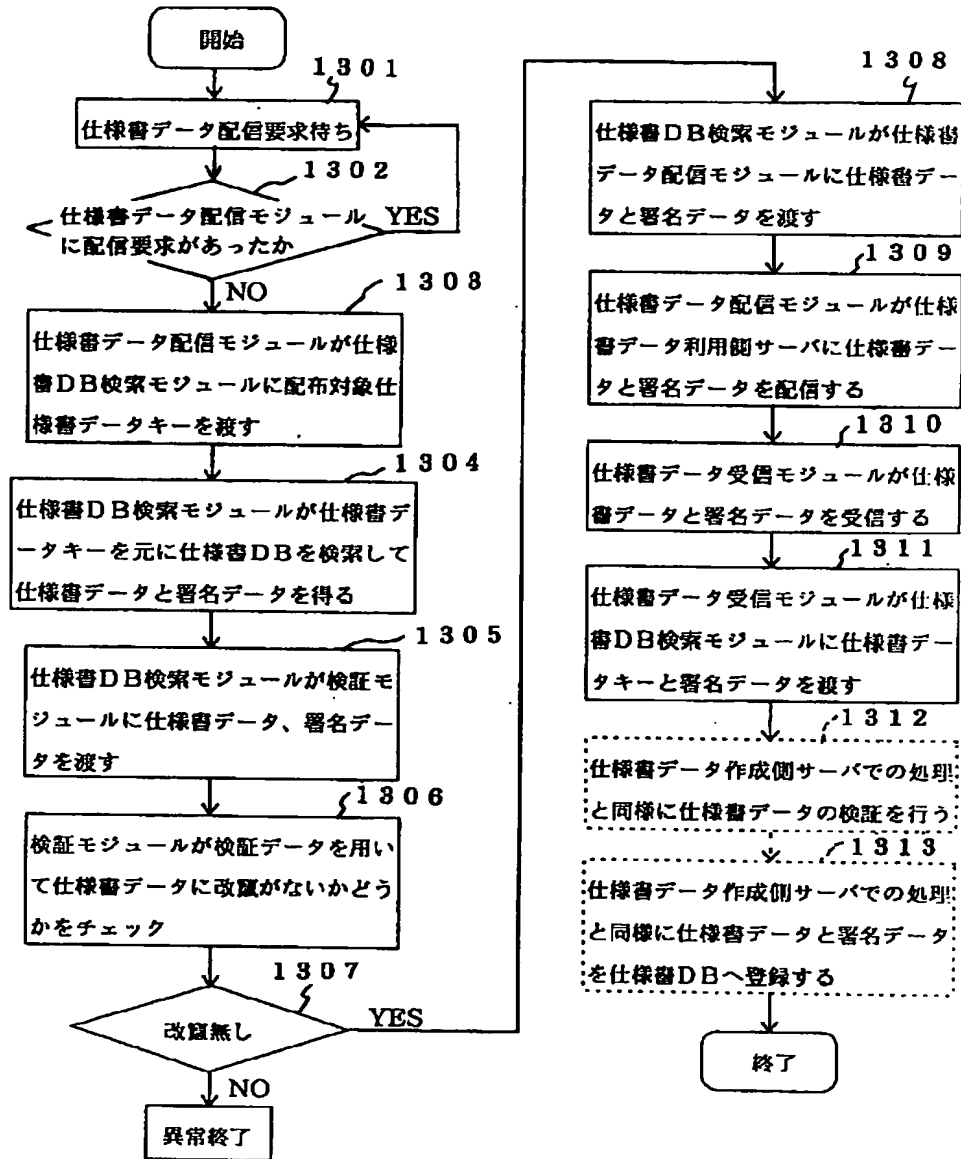 開始
1301
仕様書データ配信要求待ち
1302
仕様書データ配信モジュール
に配信要求があったか
YES
NO
1303
仕様書データ配信モジュールが仕様
書DB検索モジュールに配布対象仕
様書データキーを渡す
1304
仕様書DB検索モジュールが仕様書デ
ータキーを元に仕様書DBを検索して
仕様書データと署名データを得る
1305
仕様書DB検索モジュールが検証モ
ジュールに仕様書データ、署名デー
タを渡す
1306
検証モジュールが検証データを用い
て仕様書データに改竄がないかどう
かをチェック
1307
改竄無し
YES
NO
異常終了
1308
仕様書DB検索モジュールが仕様書
データ配信モジュールに仕様書デー
タと署名データを渡す
1309
仕様書データ配信モジュールが仕様
書データ利用側サーバに仕様書デー
タと署名データを配信する
1310
仕様書データ受信モジュールが仕様
書データと署名データを受信する
1311
仕様書データ受信モジュールが仕様
書DB検索モジュールに仕様書デー
タキーと署名データを渡す
1312
仕様書データ作成側サーバでの処理
と同様に仕様書データの検証を行う
1313
仕様書データ作成側サーバでの処理
と同様に仕様書データと署名データ
を仕様書DBへ登録する
終了